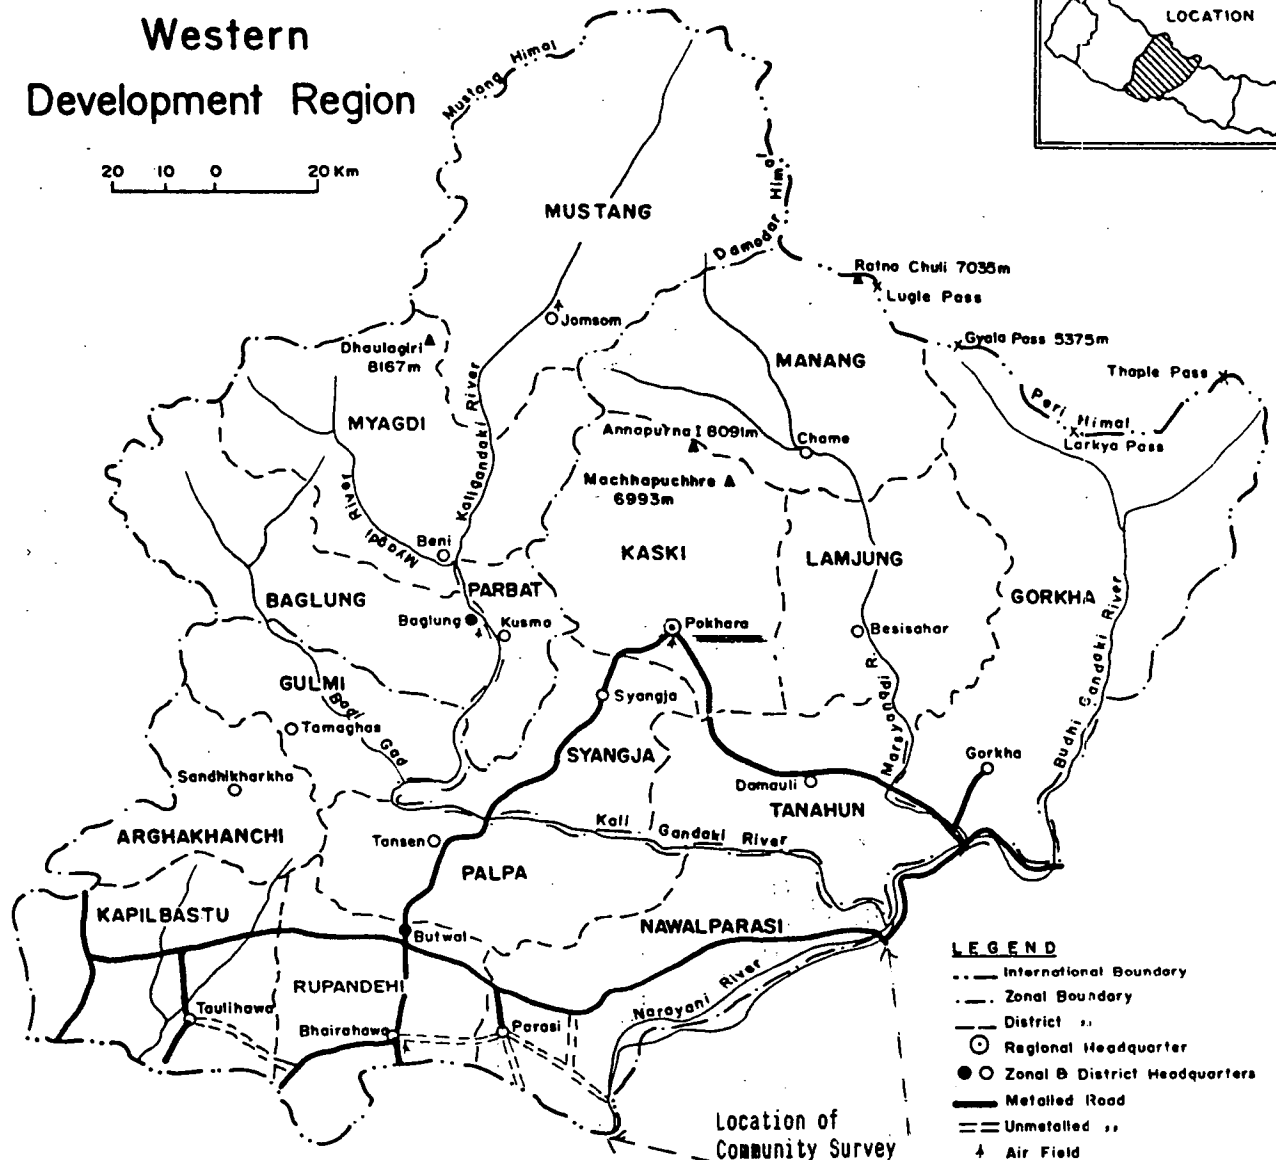 Western
Development Region
20 10 0 20 Km
LOCATION
Mustang Himal
MUSTANG
Damodar Himal
Ratna Chuli 7035m
Lugle Pass
Jomsom
Gyala Pass 5375m
Dhaulagiri
8167m
MANANG
Thaple Pass
Peri Himal
Larkya Pass
MYAGDI
Kaligandaki River
Annapurna I 8091m
Chame
Machhapuchhre
6993m
Myagdi River
Beni
KASKI
LAMJUNG
GORKHA
BAGLUNG
PARBAT
Baglung
Kusma
Pokhara
Besisahar
Budhi Gandaki River
GULMI
Badi Gad
Syangja
Marsyangdi R.
Tamaghas
SYANGJA
Gorkha
Sandhikharkha
Damauli
TANAHUN
ARGHAKHANCHI
Tansen
Kali Gandaki River
PALPA
KAPILBASTU
NAWALPARASI
Butwal
RUPANDEHI
Taulihawa
Bhairahawa
Parasi
Narayani River
LEGEND
International Boundary
Zonal Boundary
District ,,
Regional Headquarter
Zonal & District Headquarters
Metalled Road
Unmetalled ,,
Air Field
Location of
Community Survey